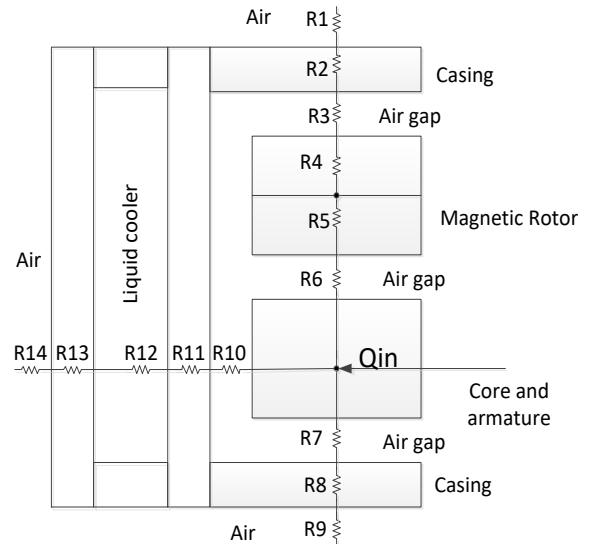 Air R1
R2 Casing
R3 Air gap
R4
R5 Magnetic Rotor
Air
Liquid cooler
R6 Air gap
R14 R13 R12 R11 R10 Qin
Core and
armature
R7 Air gap
R8 Casing
Air R9